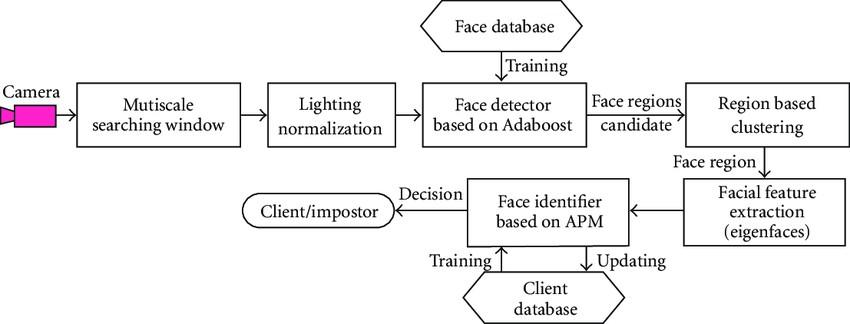 Face database
Training
Camera
Mutiscale
searching window
Lighting
normalization
Face detector
based on Adaboost
Face regions
candidate
Region based
clustering
Face region
Facial feature
extraction
(eigenfaces)
Face identifier
based on APM
Decision
Client/impostor
Training
Updating
Client
database